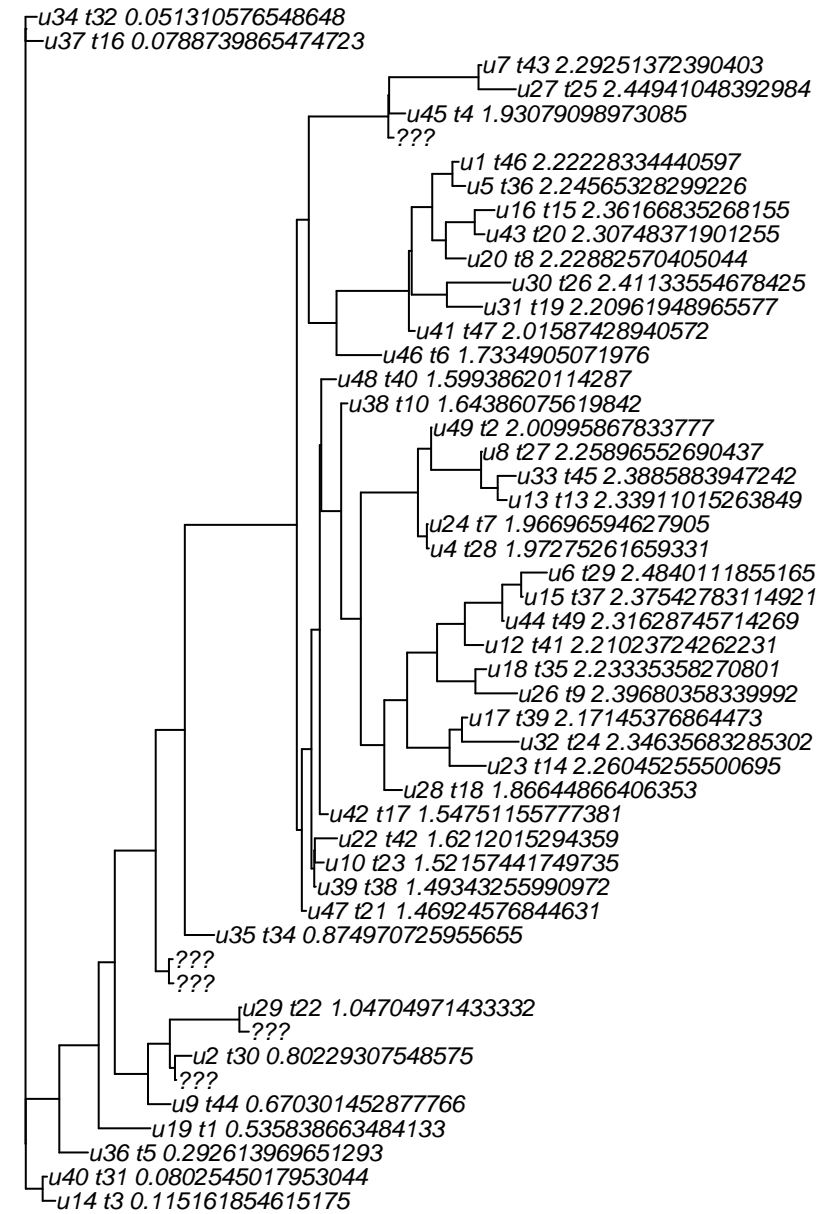 u34 t32 0.051310576548648
u37 t16 0.0788739865474723
u7 t43 2.29251372390403
u27 t25 2.44941048392984
u45 t4 1.93079098973085
???
u1 t46 2.22228334440597
u5 t36 2.24565328299226
u16 t15 2.36166835268155
u43 t20 2.30748371901255
u20 t8 2.22882570405044
u30 t26 2.41133554678425
u31 t19 2.20961948965577
u41 t47 2.01587428940572
u46 t6 1.7334905071976
u48 t40 1.59938620114287
u38 t10 1.64386075619842
u49 t2 2.00995867833777
u8 t27 2.25896552690437
u33 t45 2.3885883947242
u13 t13 2.33911015263849
u24 t7 1.96696594627905
u4 t28 1.97275261659331
u6 t29 2.4840111855165
u15 t37 2.37542783114921
u44 t49 2.31628745714269
u12 t41 2.21023724262231
u18 t35 2.23335358270801
u26 t9 2.39680358339992
u17 t39 2.17145376864473
u32 t24 2.34635683285302
u23 t14 2.26045255500695
u28 t18 1.86644866406353
u42 t17 1.54751155777381
u22 t42 1.6212015294359
u10 t23 1.52157441749735
u39 t38 1.49343255990972
u47 t21 1.46924576844631
u35 t34 0.874970725955655
???
???
u29 t22 1.04704971433332
???
u2 t30 0.80229307548575
???
u9 t44 0.670301452877766
u19 t1 0.535838663484133
u36 t5 0.292613969651293
u40 t31 0.0802545017953044
u14 t3 0.115161854615175